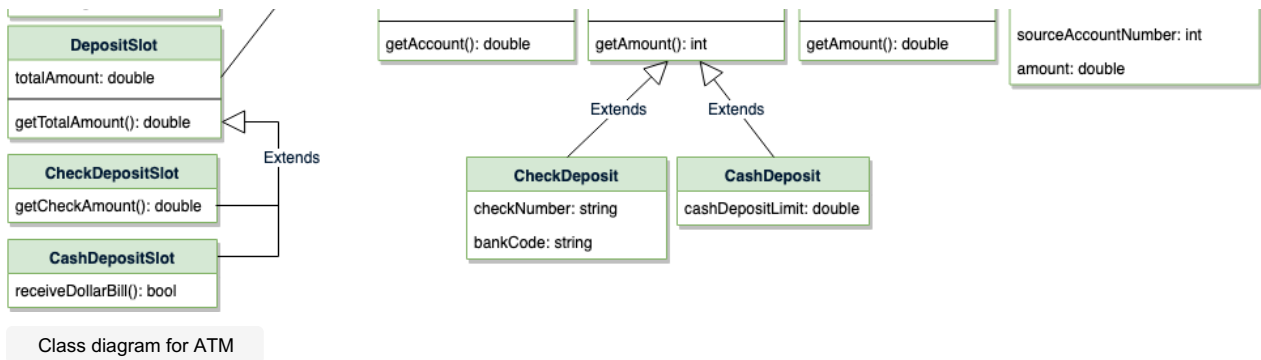 DepositSlot
totalAmount: double
getTotalAmount(): double
Extends
CheckDepositSlot
getCheckAmount(): double
CashDepositSlot
receiveDollarBill(): bool
getAccount(): double
getAmount(): int
getAmount(): double
sourceAccountNumber: int
amount: double
Extends
Extends
CheckDeposit
checkNumber: string
bankCode: string
CashDeposit
cashDepositLimit: double
Class diagram for ATM